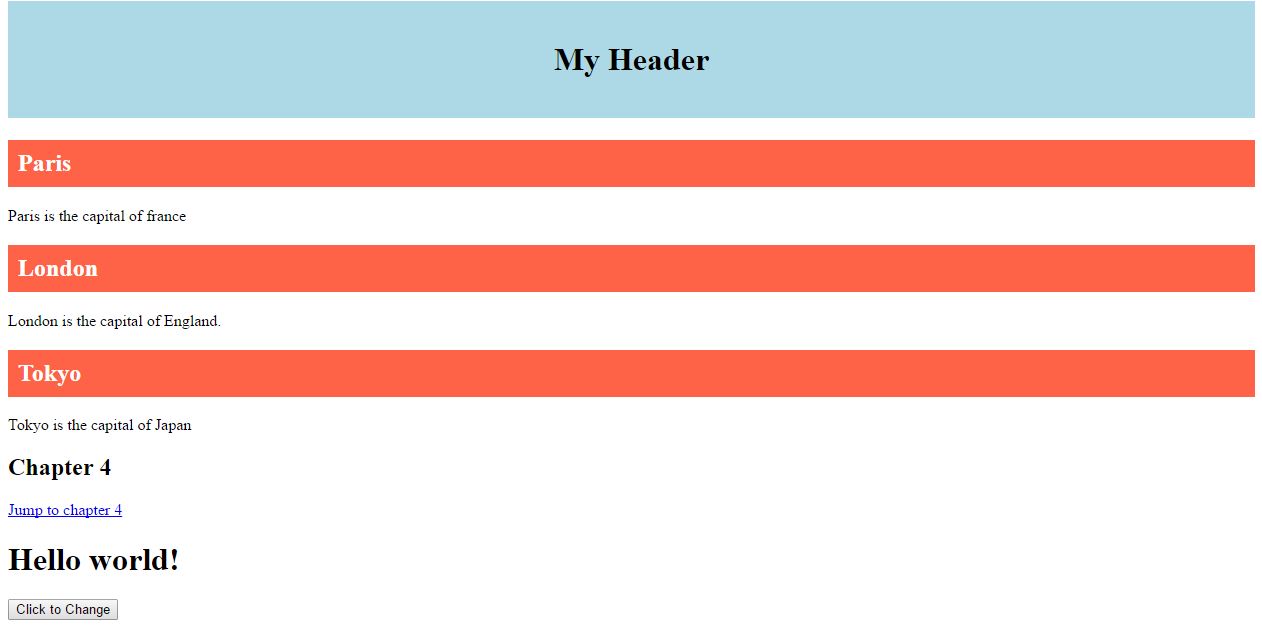 My Header
Paris
Paris is the capital of france
London
London is the capital of England.
Tokyo
Tokyo is the capital of Japan
Chapter 4
Jump to chapter 4
Hello world!
Click to Change